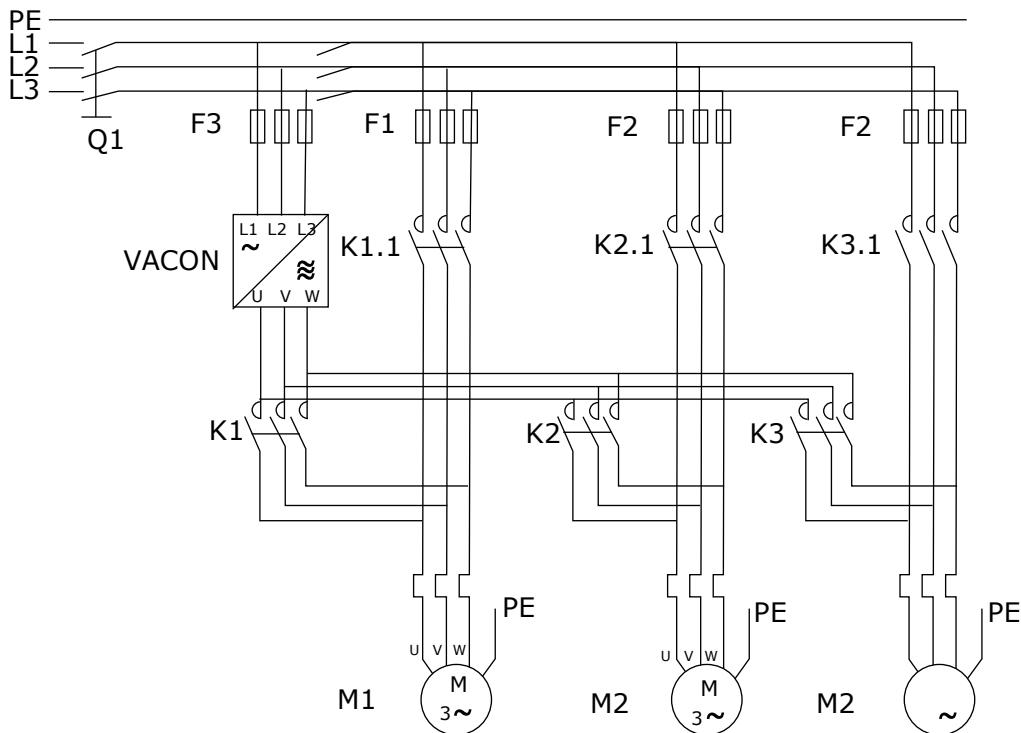 PE
L1
L2
L3
Q1
F3
F1
F2
F2
L1 L2 L3
~
VACON
≋
U V W
K1.1
K2.1
K3.1
K1
K2
K3
PE
PE
PE
U V W
U V W
M1
M
3~
M2
M
3~
M2
~